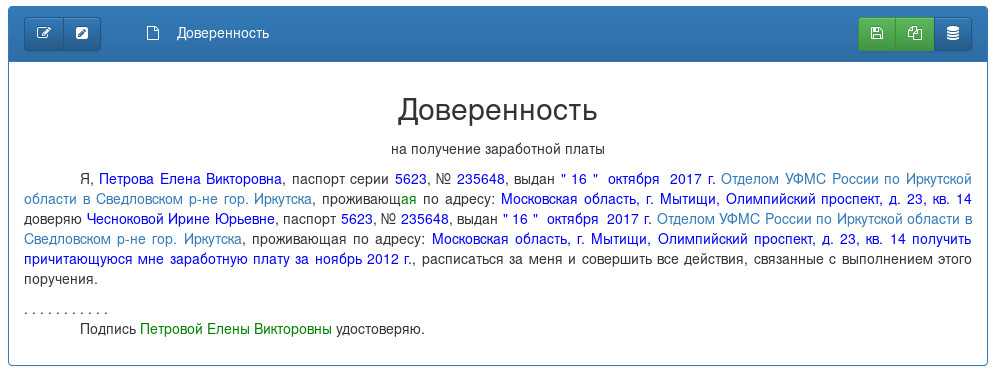 Доверенность
Доверенность
на получение заработной платы
Я, Петрова Елена Викторовна, паспорт серии 5623, № 235648, выдан " 16 " октября 2017 г. Отделом УФМС России по Иркутской
области в Сведловском р-не гор. Иркутска, проживающая по адресу: Московская область, г. Мытищи, Олимпийский проспект, д. 23, кв. 14
доверяю Чесноковой Ирине Юрьевне, паспорт 5623, № 235648, выдан " 16 " октября 2017 г. Отделом УФМС России по Иркутской области в
Сведловском р-не гор. Иркутска, проживающая по адресу: Московская область, г. Мытищи, Олимпийский проспект, д. 23, кв. 14 получить
причитающуюся мне заработную плату за ноябрь 2012 г., расписаться за меня и совершить все действия, связанные с выполнением этого
поручения.
. . . . . . . . . . .
Подпись Петровой Елены Викторовны удостоверяю.